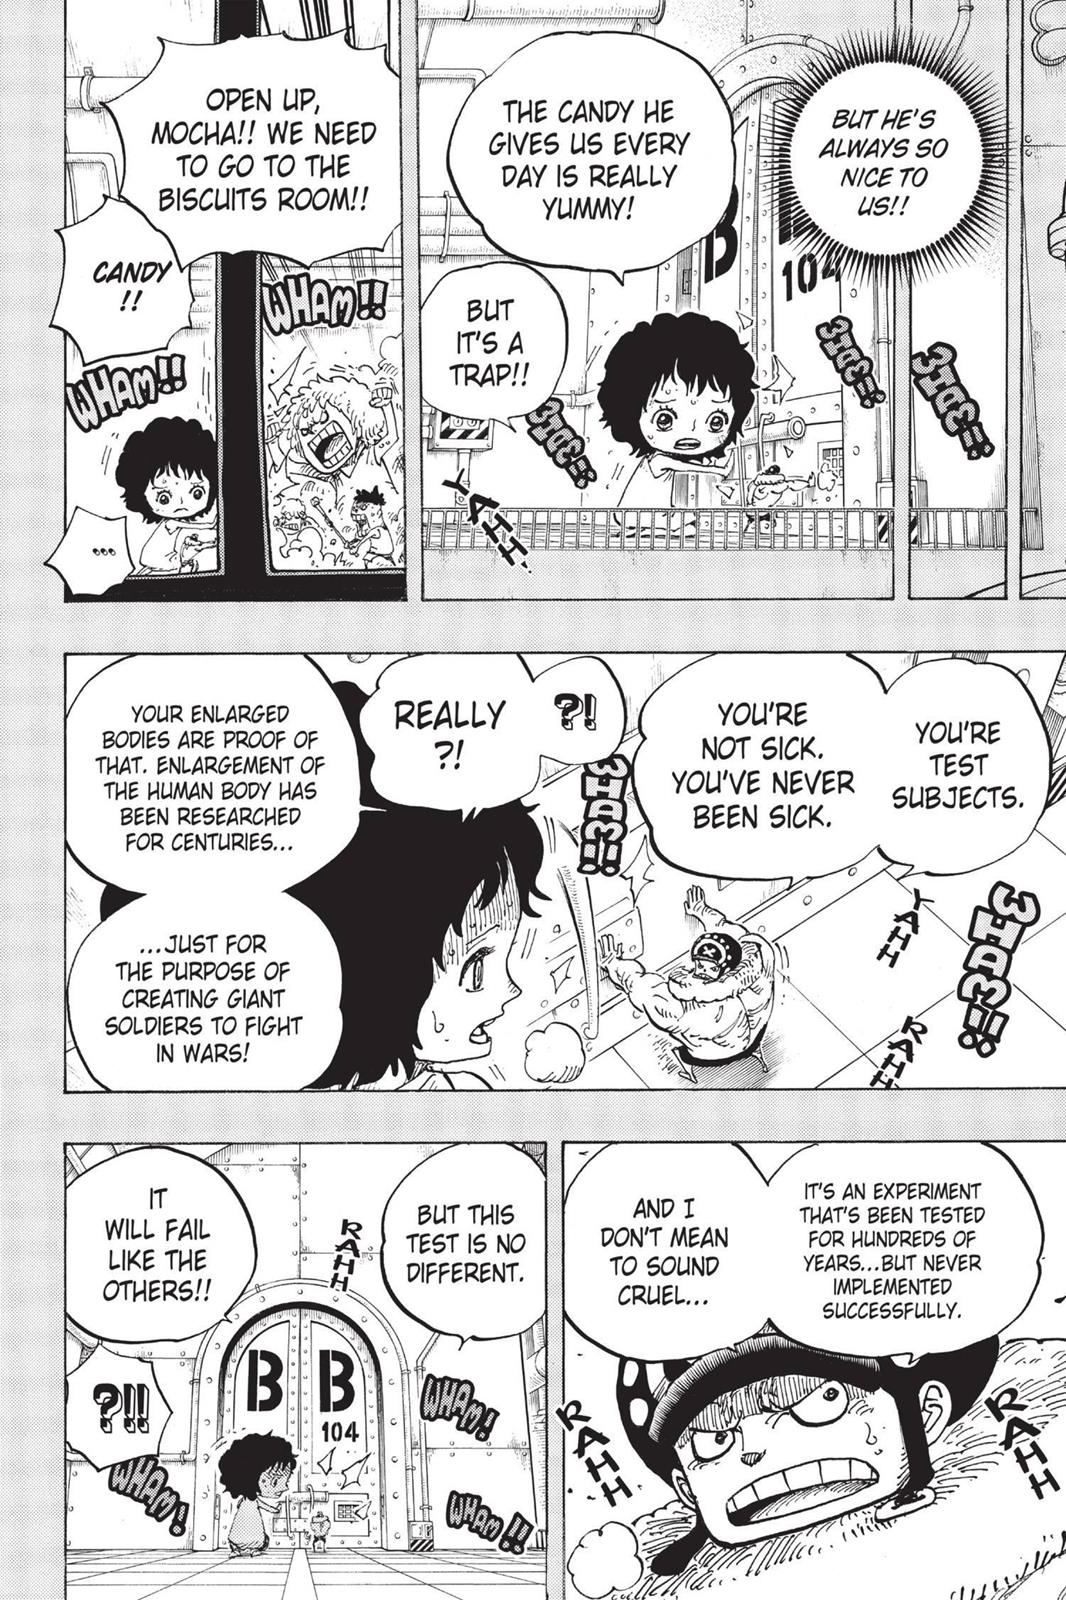 BUT HE'S
ALWAYS SO
NICE TO
US!!
THE CANDY HE
GIVES US EVERY
DAY IS REALLY
YUMMY!
BUT
IT'S A
TRAP!!
B
104
WHAM!!
WHAM!!
WHAM!!
YAHH
OPEN UP,
MOCHA!! WE NEED
TO GO TO THE
BISCUITS ROOM!!
CANDY
!!
WHAM!!
WHAM!!
...
YOU'RE
TEST
SUBJECTS.
YOU'RE
NOT SICK.
YOU'VE NEVER
BEEN SICK.
?!
REALLY
?!
WHAM!!
WHAM!!
YAHH
RAHH
YOUR ENLARGED
BODIES ARE PROOF OF
THAT. ENLARGEMENT OF
THE HUMAN BODY HAS
BEEN RESEARCHED
FOR CENTURIES...
...JUST FOR
THE PURPOSE OF
CREATING GIANT
SOLDIERS TO FIGHT
IN WARS!
IT'S AN EXPERIMENT
THAT'S BEEN TESTED
FOR HUNDREDS OF
YEARS...BUT NEVER
IMPLEMENTED
SUCCESSFULLY.
AND I
DON'T MEAN
TO SOUND
CRUEL...
RAHH
RAHH
BUT THIS
TEST IS NO
DIFFERENT.
IT
WILL FAIL
LIKE THE
OTHERS!!
RAHH
B B
104
?!!
WHAM!
WHAM!
WHAM!!